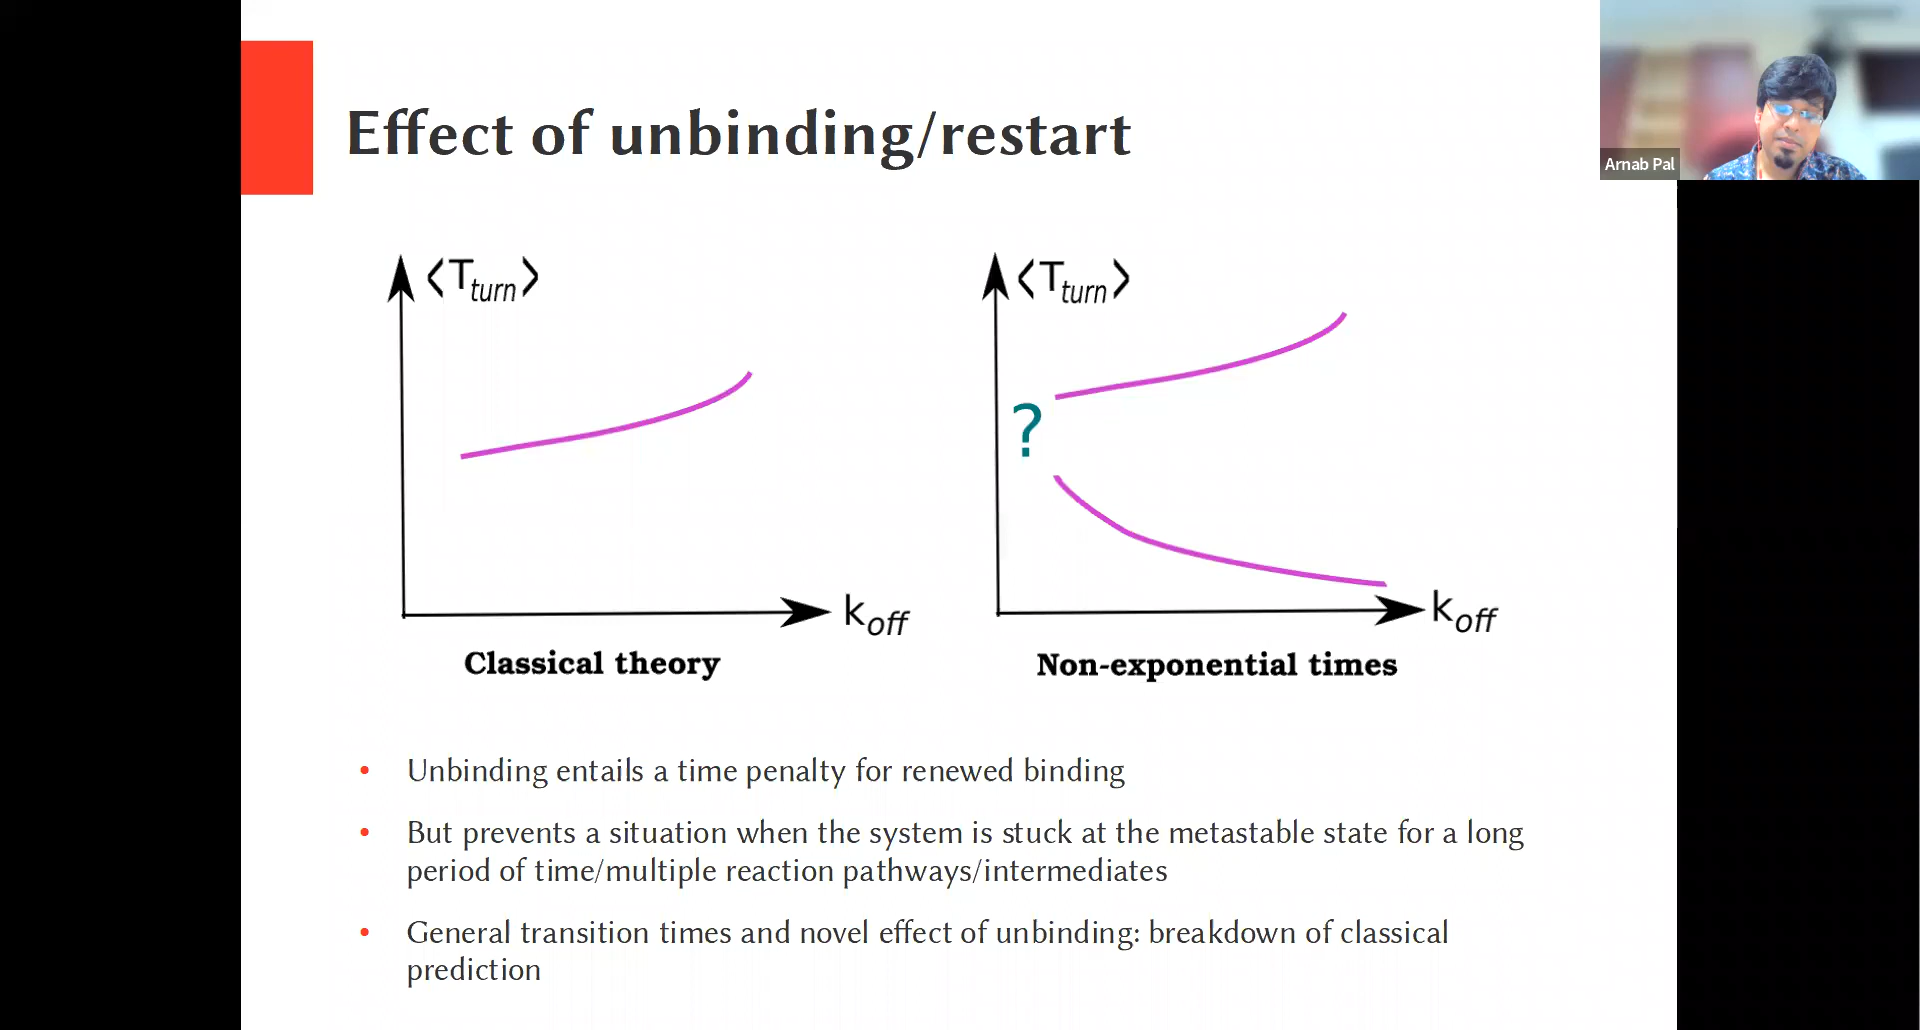 Effect of unbinding/restart
Arnab Pal
⟨T_turn⟩
k_off
Classical theory
⟨T_turn⟩
?
k_off
Non-exponential times
• Unbinding entails a time penalty for renewed binding
• But prevents a situation when the system is stuck at the metastable state for a long
period of time/multiple reaction pathways/intermediates
• General transition times and novel effect of unbinding: breakdown of classical
prediction